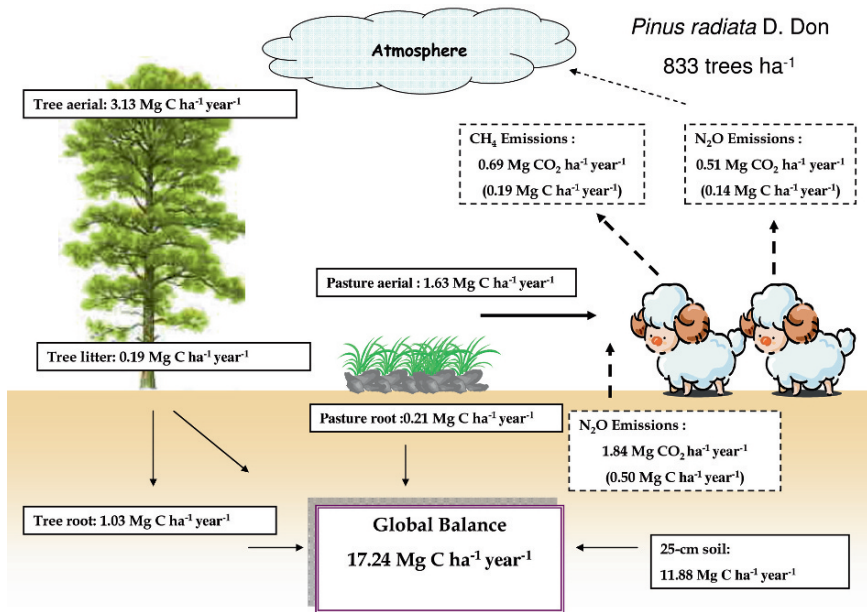 Pinus radiata D. Don
833 trees ha⁻¹
Atmosphere
Tree aerial: 3.13 Mg C ha⁻¹ year⁻¹
CH₄ Emissions :
0.69 Mg CO₂ ha⁻¹ year⁻¹
(0.19 Mg C ha⁻¹ year⁻¹)
N₂O Emissions :
0.51 Mg CO₂ ha⁻¹ year⁻¹
(0.14 Mg C ha⁻¹ year⁻¹)
Pasture aerial : 1.63 Mg C ha⁻¹ year⁻¹
Tree litter: 0.19 Mg C ha⁻¹ year⁻¹
Pasture root :0.21 Mg C ha⁻¹ year⁻¹
N₂O Emissions :
1.84 Mg CO₂ ha⁻¹ year⁻¹
(0.50 Mg C ha⁻¹ year⁻¹)
Tree root: 1.03 Mg C ha⁻¹ year⁻¹
Global Balance
17.24 Mg C ha⁻¹ year⁻¹
25-cm soil:
11.88 Mg C ha⁻¹ year⁻¹